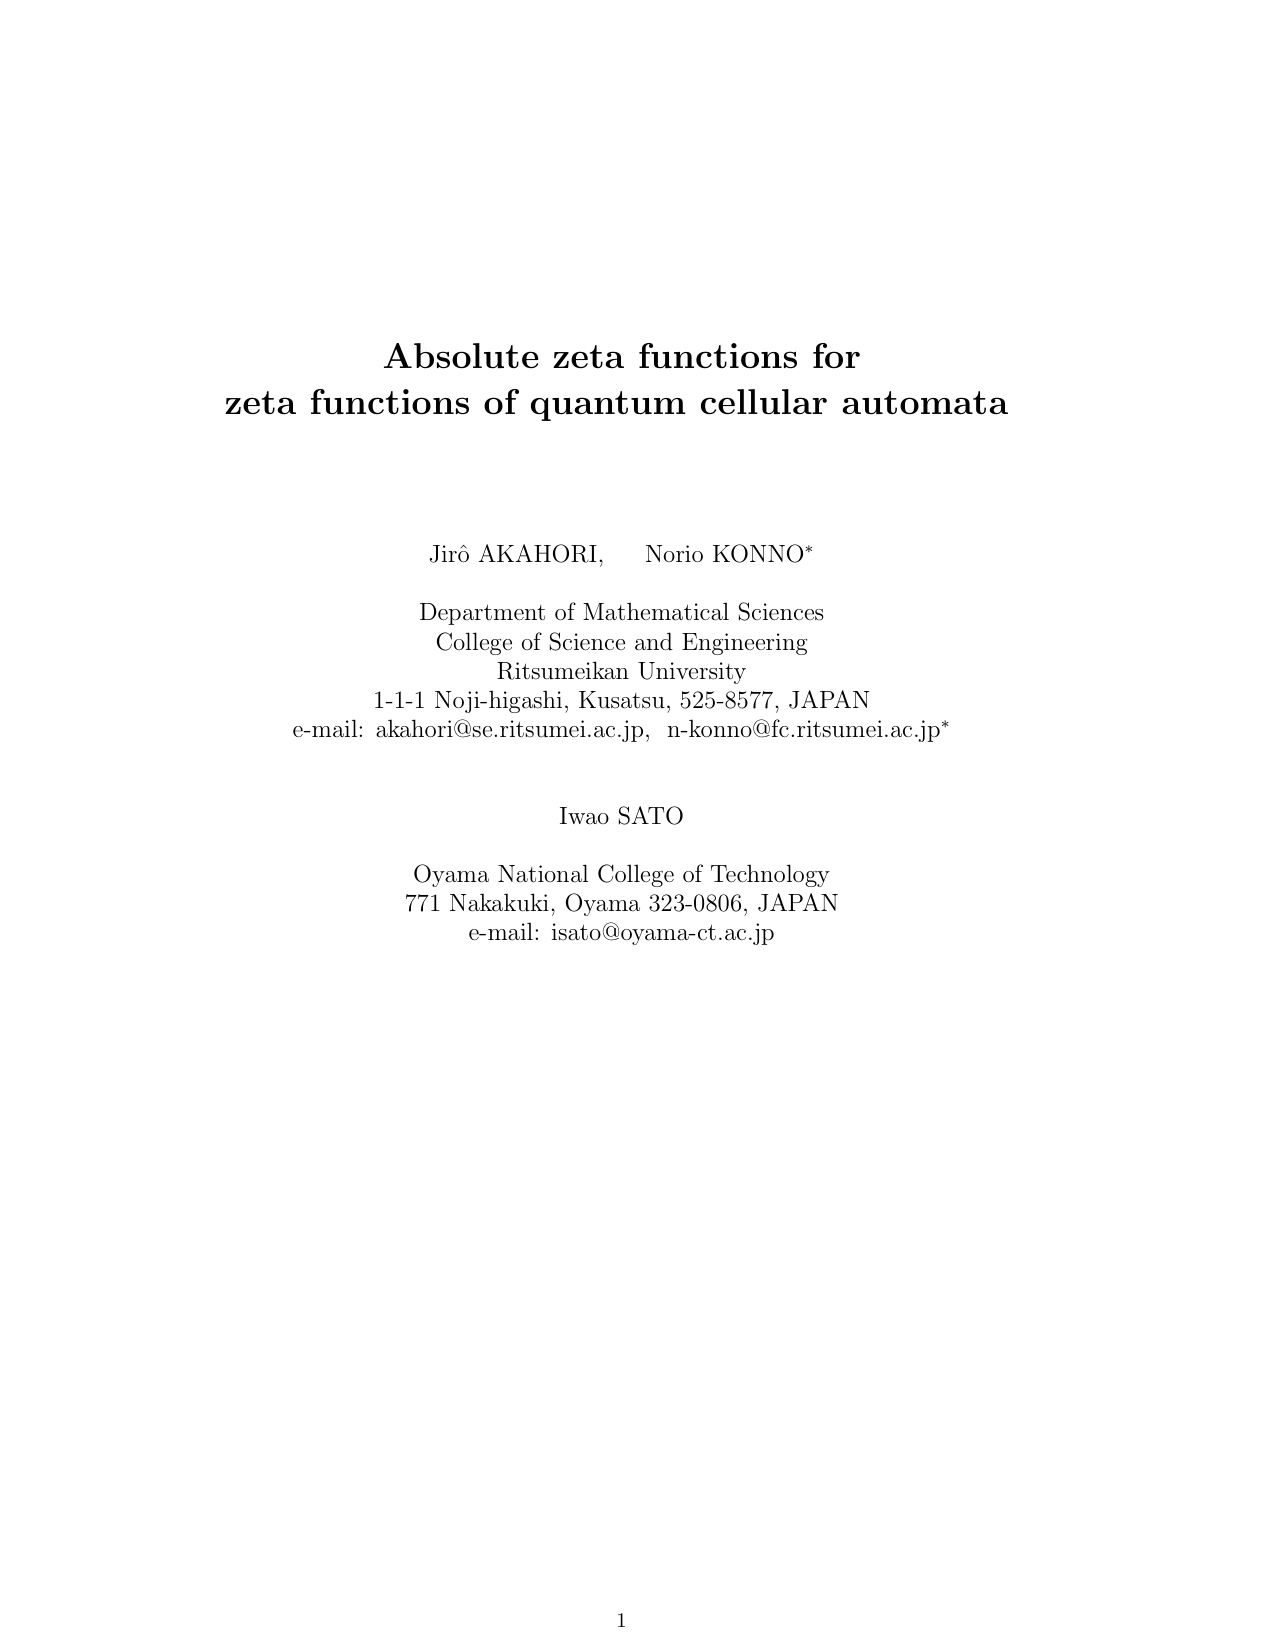 Absolute zeta functions for
zeta functions of quantum cellular automata
Jirô AKAHORI, Norio KONNO*
Department of Mathematical Sciences
College of Science and Engineering
Ritsumeikan University
1-1-1 Noji-higashi, Kusatsu, 525-8577, JAPAN
e-mail: akahori@se.ritsumei.ac.jp, n-konno@fc.ritsumei.ac.jp*
Iwao SATO
Oyama National College of Technology
771 Nakakuki, Oyama 323-0806, JAPAN
e-mail: isato@oyama-ct.ac.jp
1